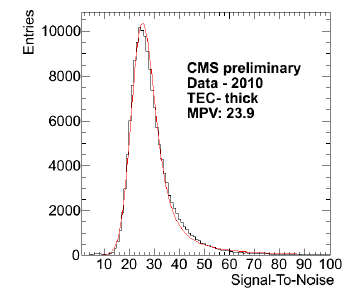 Entries
10000
8000
6000
4000
2000
0
CMS preliminary
Data - 2010
TEC- thick
MPV: 23.9
10 20 30 40 50 60 70 80 90 100
Signal-To-Noise